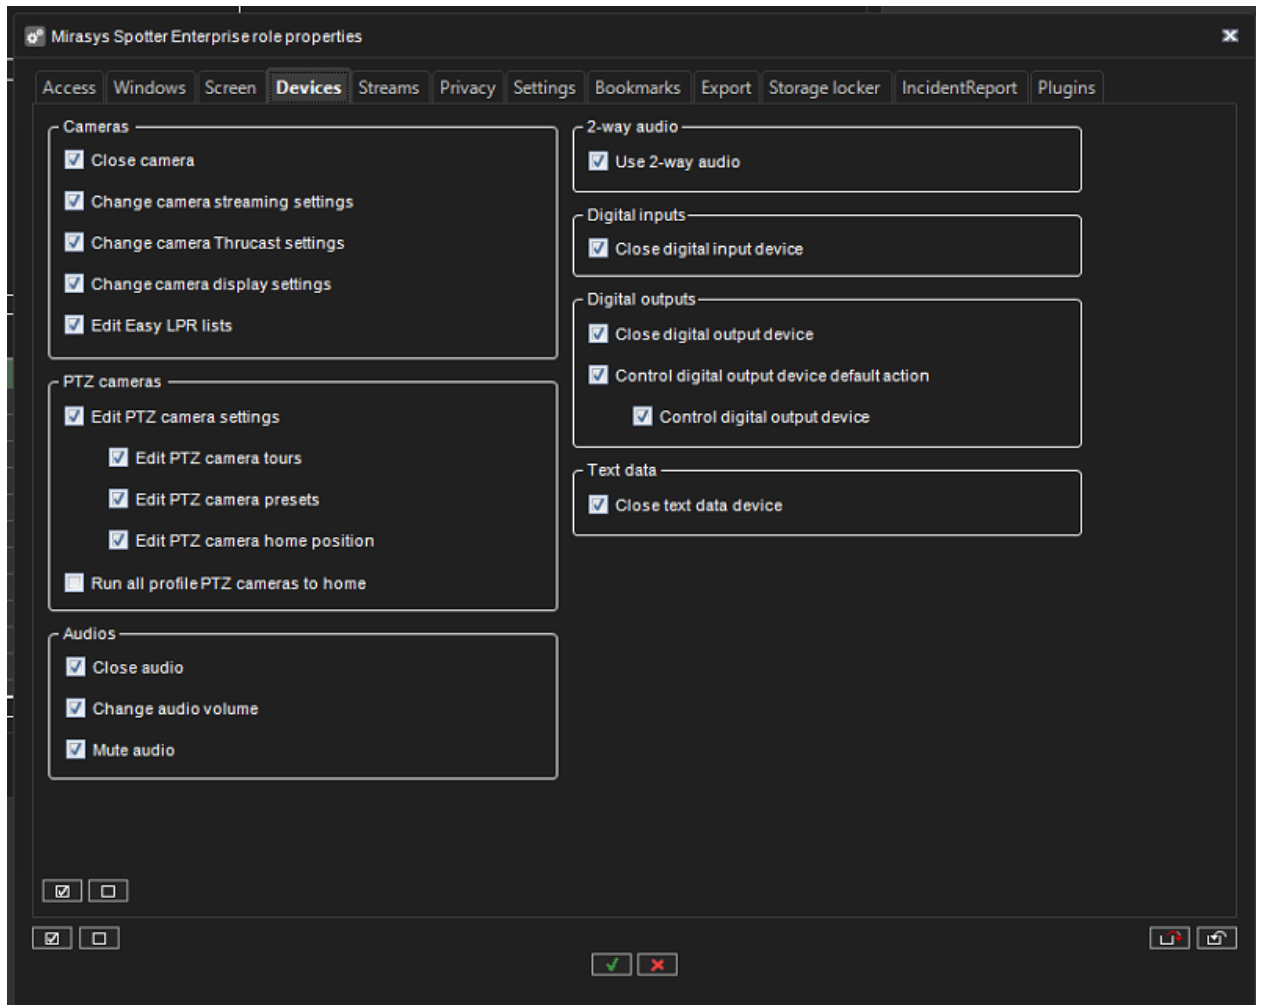 Mirasys Spotter Enterprise role properties
Access Windows Screen Devices Streams Privacy Settings Bookmarks Export Storage locker IncidentReport Plugins
Cameras
Close camera
Change camera streaming settings
Change camera Thrucast settings
Change camera display settings
Edit Easy LPR lists
PTZ cameras
Edit PTZ camera settings
Edit PTZ camera tours
Edit PTZ camera presets
Edit PTZ camera home position
Run all profile PTZ cameras to home
Audios
Close audio
Change audio volume
Mute audio
2-way audio
Use 2-way audio
Digital inputs
Close digital input device
Digital outputs
Close digital output device
Control digital output device default action
Control digital output device
Text data
Close text data device